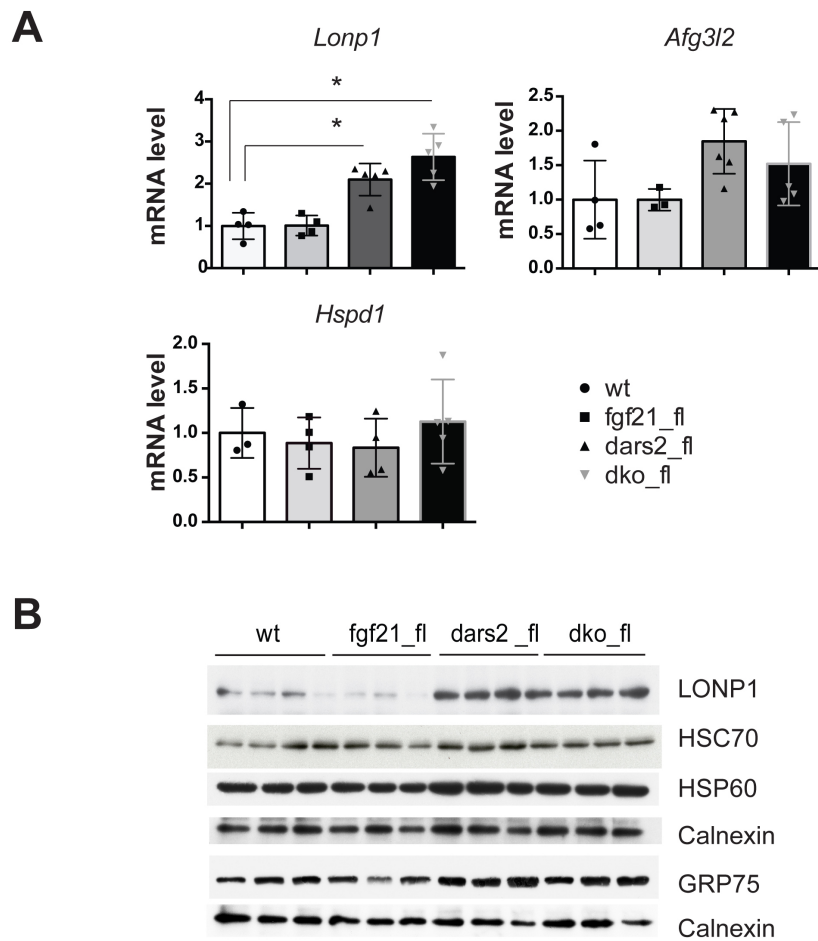 A
Lonp1
Afg3l2
*
*
mRNA level
4
3
2
1
0
mRNA level
2.5
2.0
1.5
1.0
0.5
0.0
Hspd1
mRNA level
2.0
1.5
1.0
0.5
0.0
wt
fgf21_fl
dars2_fl
dko_fl
B
wt fgf21_fl dars2 _fl dko_fl
LONP1
HSC70
HSP60
Calnexin
GRP75
Calnexin